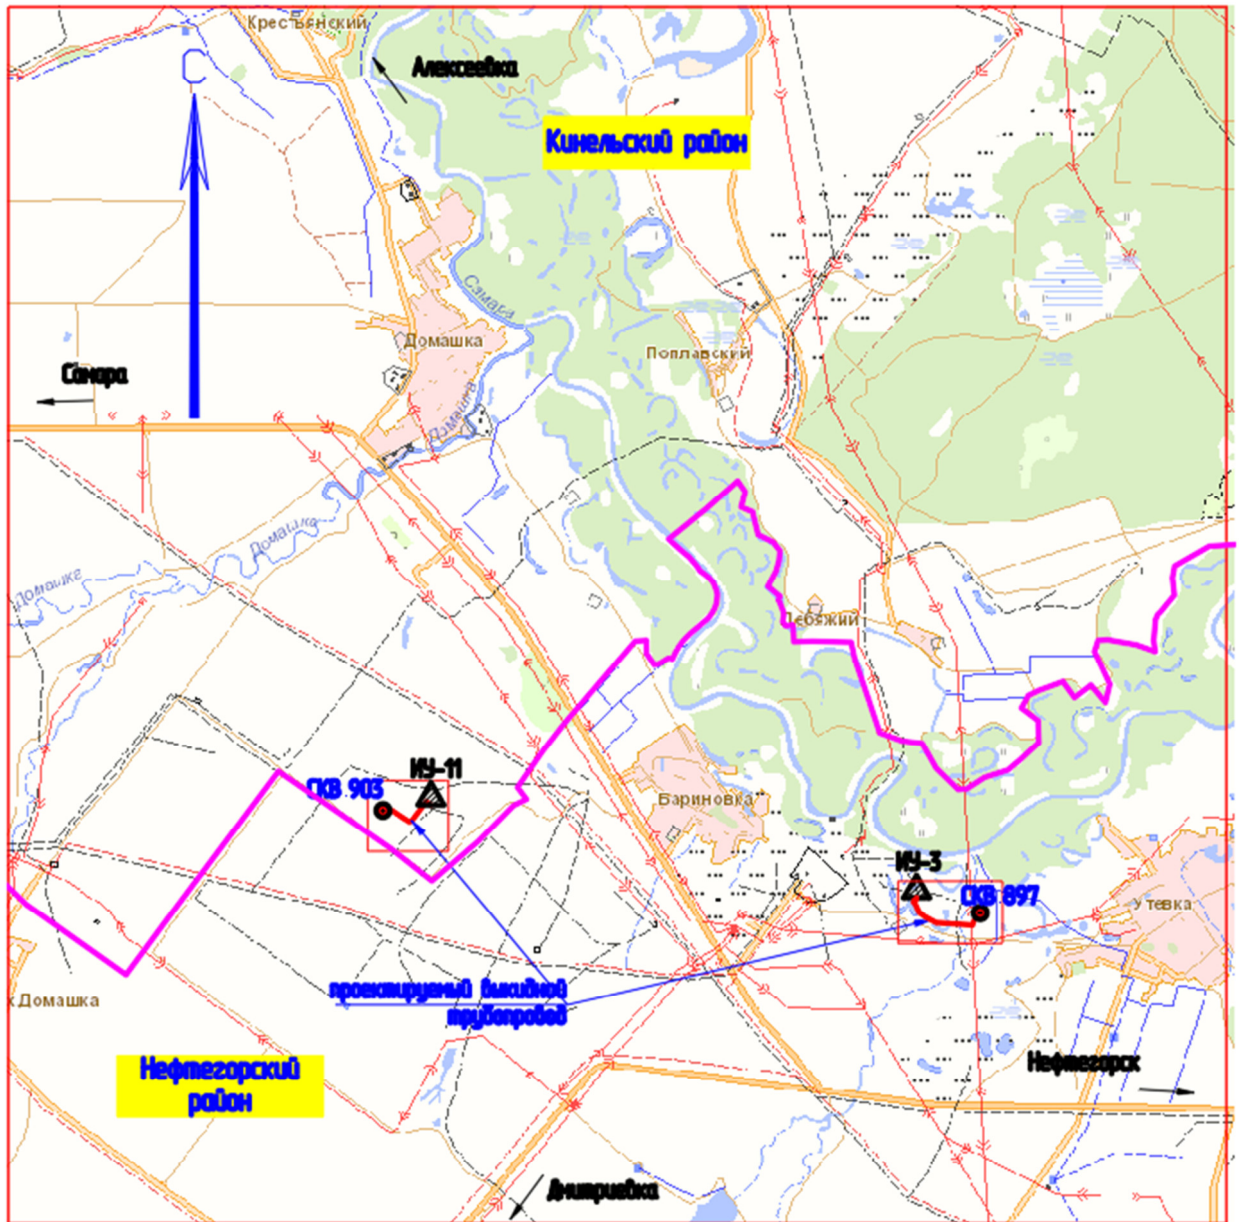 Крестьянский
С
Алексеевка
Кинельский район
Самара
Домашка
Поплавский
Самара
Домашка
Домашка
Домашка
Лебяжий
ИУ-11
СКВ 903
Бариновка
ИУ-3
СКВ 897
Утевка
проектируемый выкидной
трубопровод
к Домашка
Нефтегорский
район
Нефтегорск
Дмитриевка